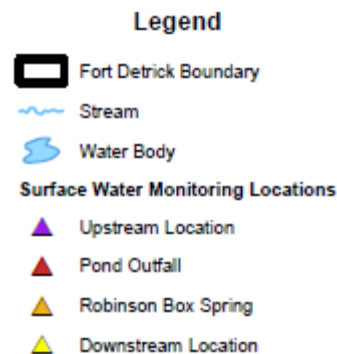 Legend
Fort Detrick Boundary
Stream
Water Body
Surface Water Monitoring Locations
Upstream Location
Pond Outfall
Robinson Box Spring
Downstream Location